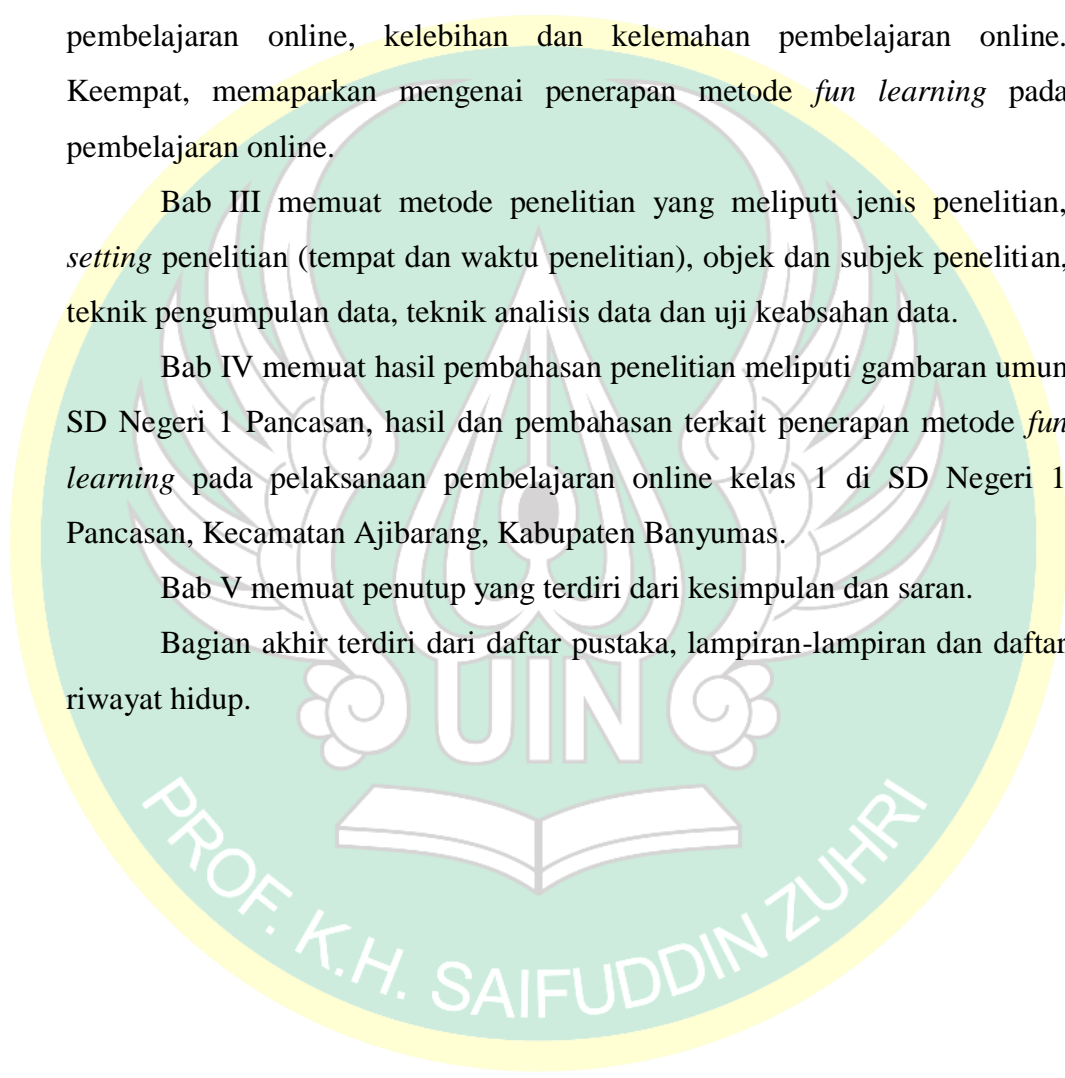 pembelajaran online, kelebihan dan kelemahan pembelajaran online.
Keempat, memaparkan mengenai penerapan metode fun learning pada
pembelajaran online.
Bab III memuat metode penelitian yang meliputi jenis penelitian,
setting penelitian (tempat dan waktu penelitian), objek dan subjek penelitian,
teknik pengumpulan data, teknik analisis data dan uji keabsahan data.
Bab IV memuat hasil pembahasan penelitian meliputi gambaran umun
SD Negeri 1 Pancasan, hasil dan pembahasan terkait penerapan metode fun
learning pada pelaksanaan pembelajaran online kelas 1 di SD Negeri 1
Pancasan, Kecamatan Ajibarang, Kabupaten Banyumas.
Bab V memuat penutup yang terdiri dari kesimpulan dan saran.
Bagian akhir terdiri dari daftar pustaka, lampiran-lampiran dan daftar
riwayat hidup.
UIN
PROF. K.H. SAIFUDDIN ZUHRI